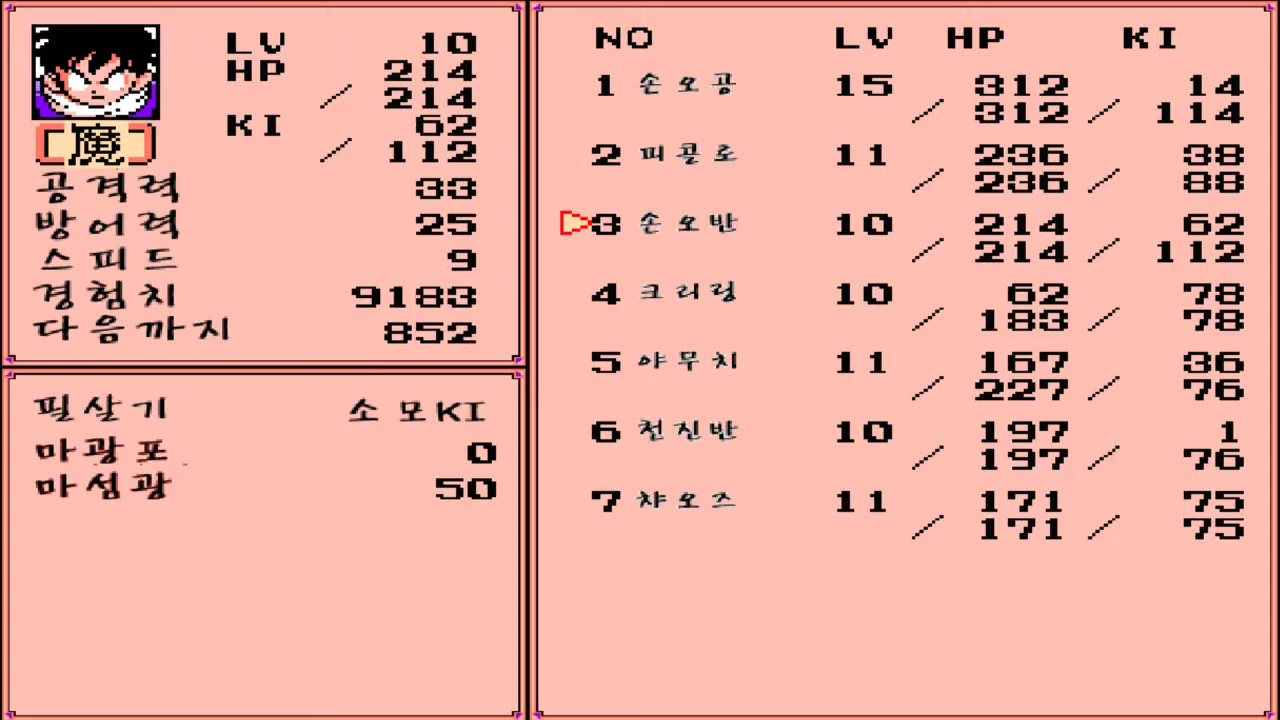 LV 10
HP 214
/ 214
KI 62
/ 112
魔
공격력 33
방어력 25
스피드 9
경험치 9183
다음까지 852
필살기 소모KI
마광포 0
마섬광 50
NO LV HP KI
1 손오공 15 312 14
/ 312 / 114
2 피콜로 11 236 38
/ 236 / 88
3 손오반 10 214 62
/ 214 / 112
4 크리링 10 62 78
/ 183 / 78
5 야무치 11 167 36
/ 227 / 76
6 천진반 10 197 1
/ 197 / 76
7 챠오즈 11 171 75
/ 171 / 75